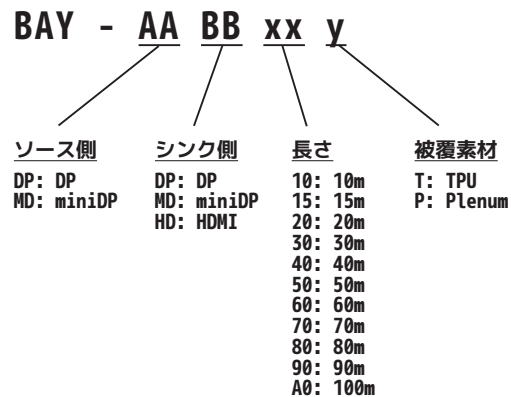 BAY - AA BB xx y
ソース側
DP: DP
MD: miniDP
シンク側
DP: DP
MD: miniDP
HD: HDMI
長さ
10: 10m
15: 15m
20: 20m
30: 30m
40: 40m
50: 50m
60: 60m
70: 70m
80: 80m
90: 90m
A0: 100m
被覆素材
T: TPU
P: Plenum